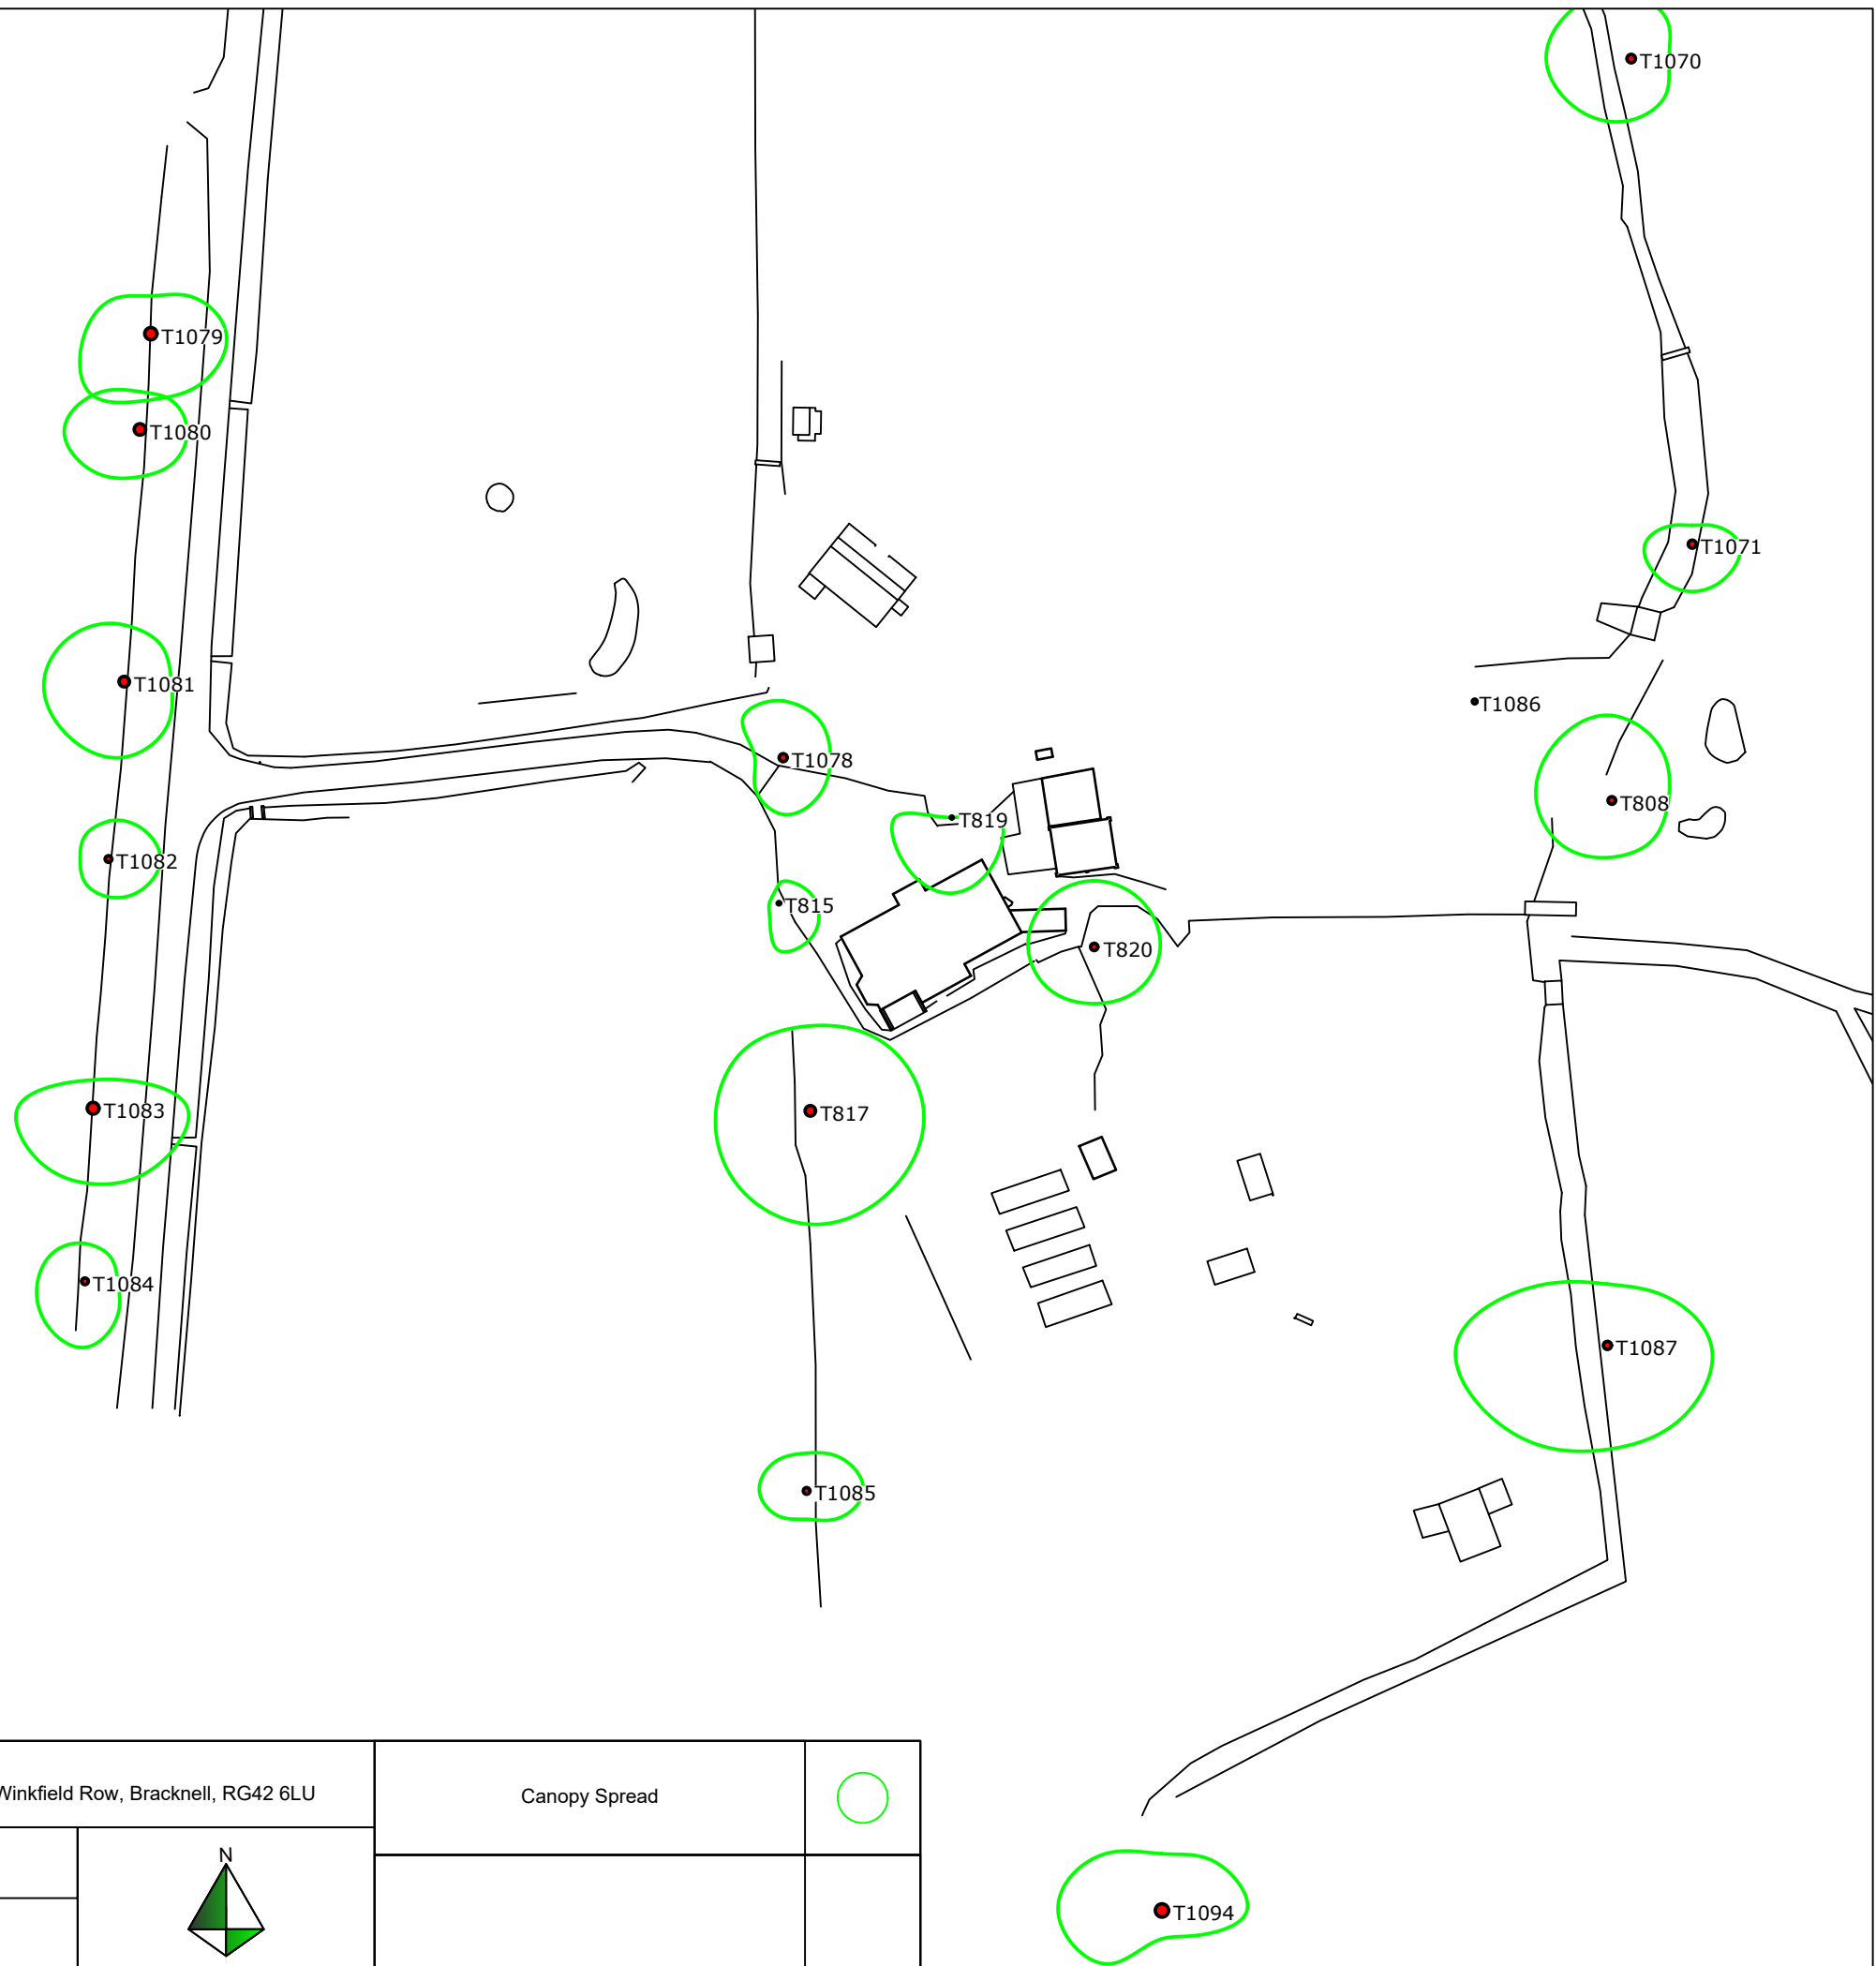 T1070
T1079
T1080
T1071
T1081
T1086
T1078
T808
T819
T1082
T815
T820
T1083
T817
T1084
T1087
T1085
Winkfield Row, Bracknell, RG42 6LU
Canopy Spread
N
T1094